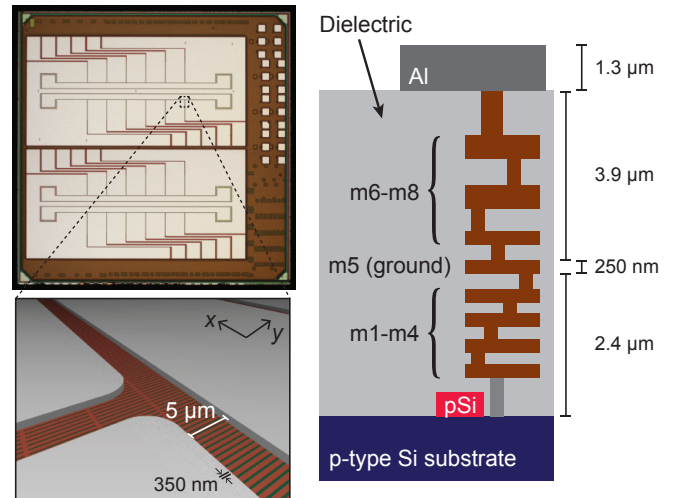 Dielectric
Al
1.3 µm
3.9 µm
m6-m8
m5 (ground)
250 nm
m1-m4
2.4 µm
pSi
p-type Si substrate
x
y
5 µm
350 nm